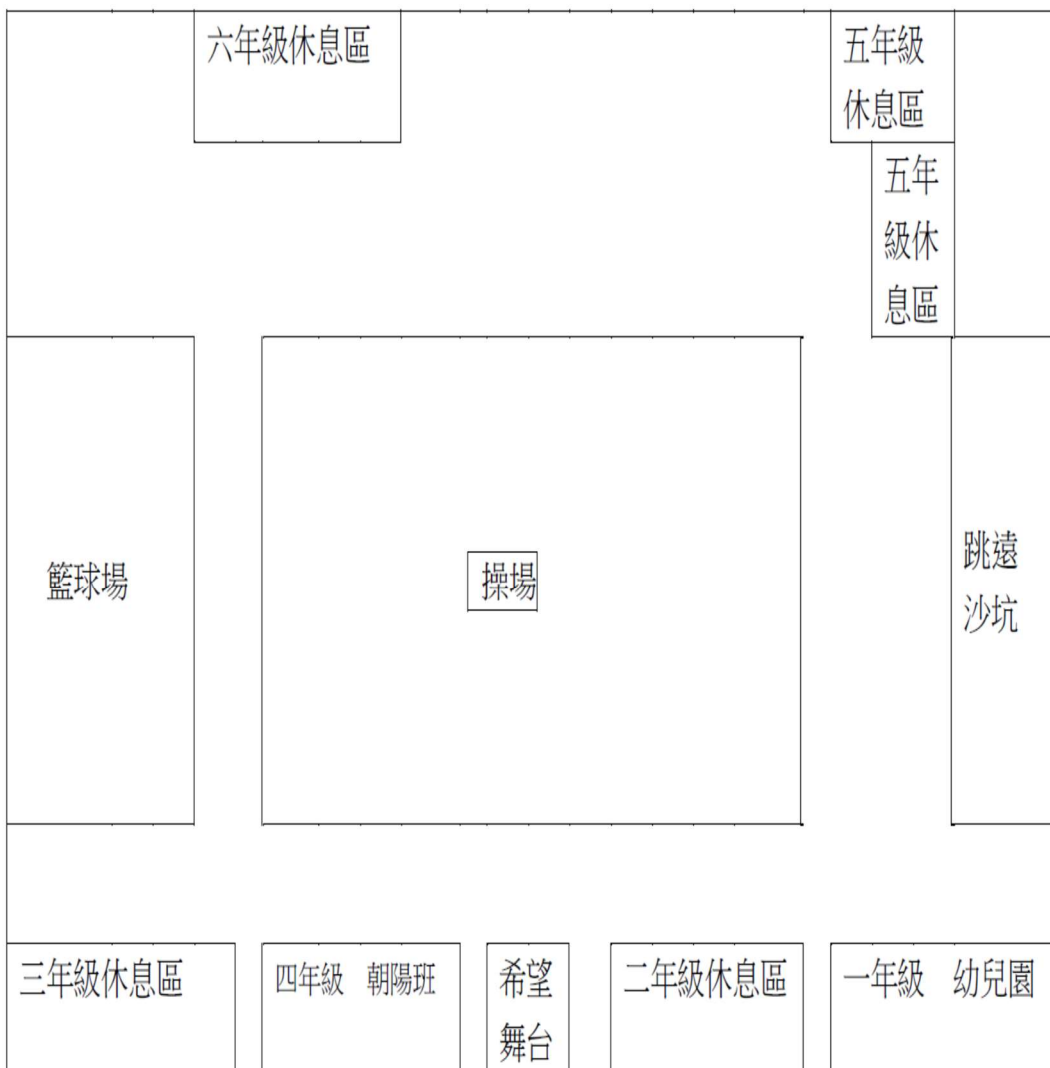 六年級休息區
五年級
休息區
五年
級休
息區
籃球場
操場
跳遠
沙坑
三年級休息區
四年級 朝陽班
希望
舞台
二年級休息區
一年級 幼兒園